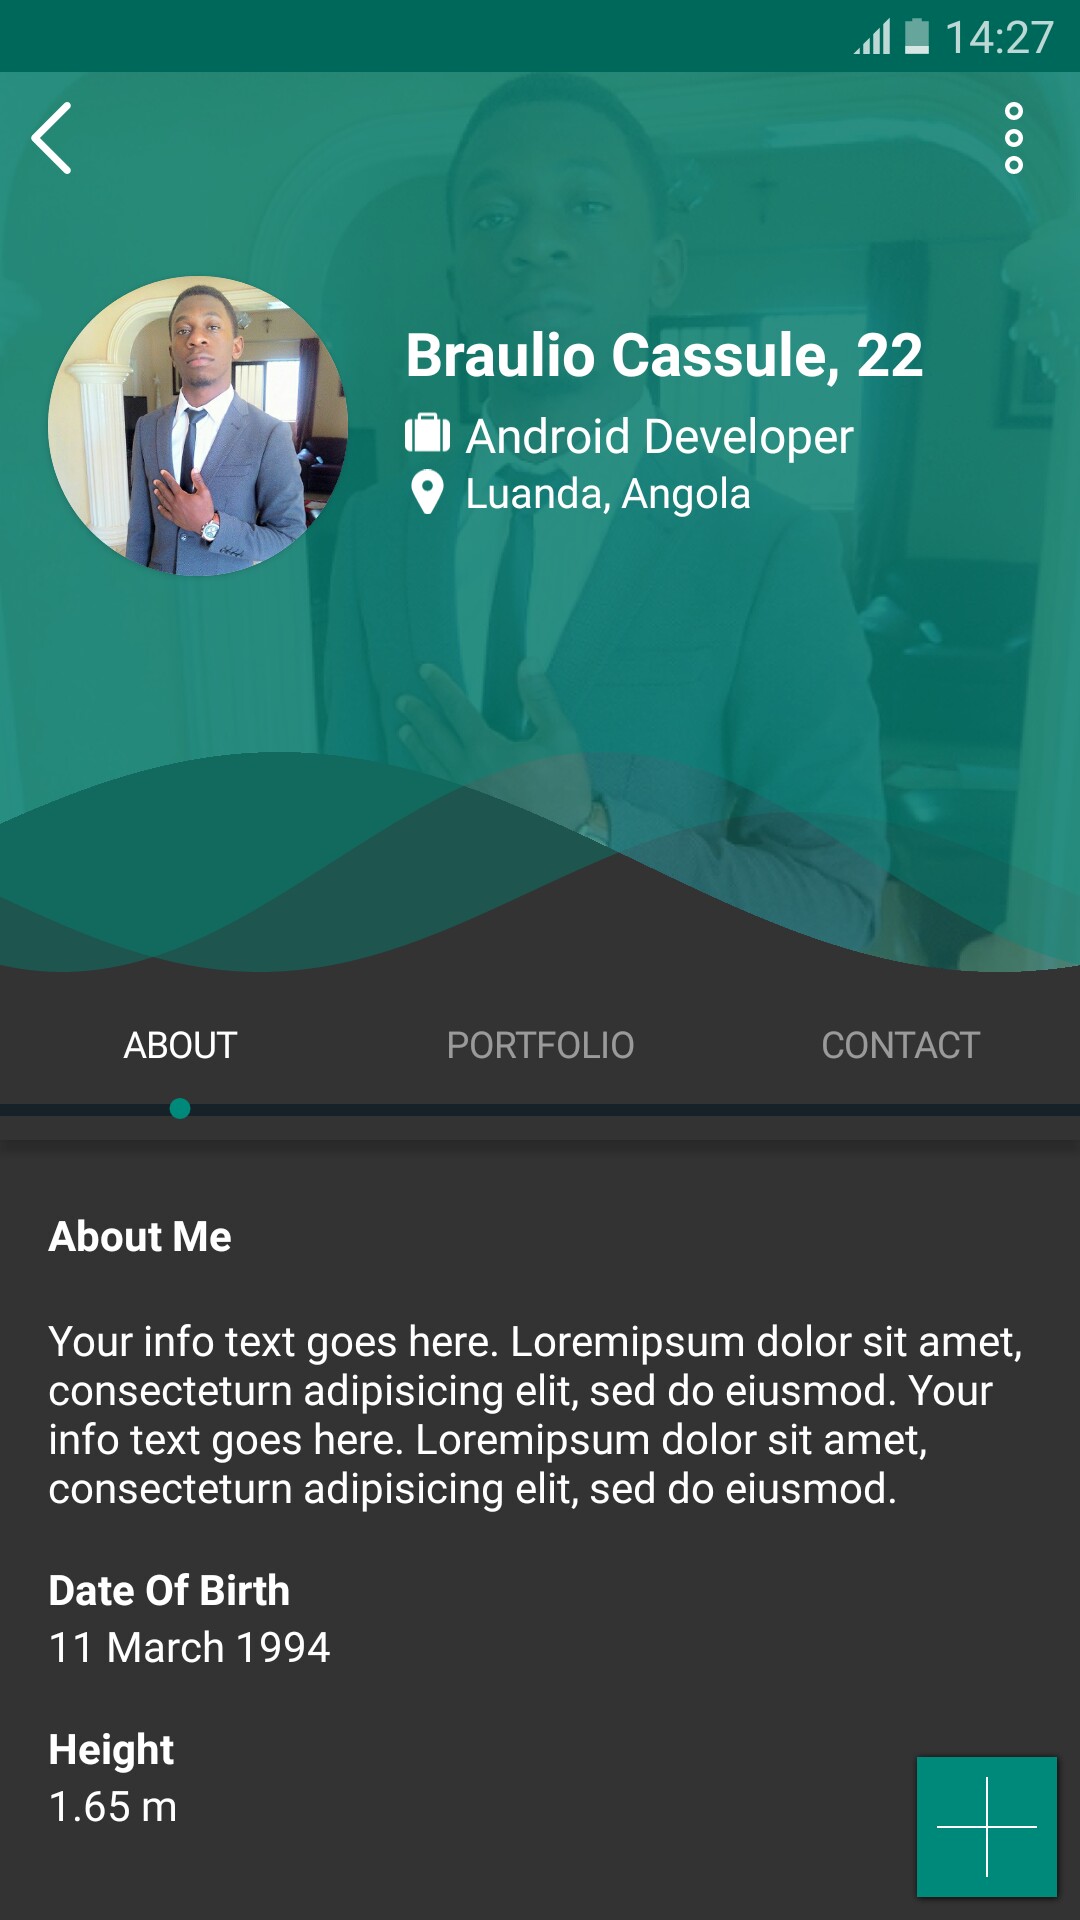 14:27
Braulio Cassule, 22
Android Developer
Luanda, Angola
ABOUT PORTFOLIO CONTACT
About Me
Your info text goes here. Loremipsum dolor sit amet,
consecteturn adipisicing elit, sed do eiusmod. Your
info text goes here. Loremipsum dolor sit amet,
consecteturn adipisicing elit, sed do eiusmod.
Date Of Birth
11 March 1994
Height
1.65 m